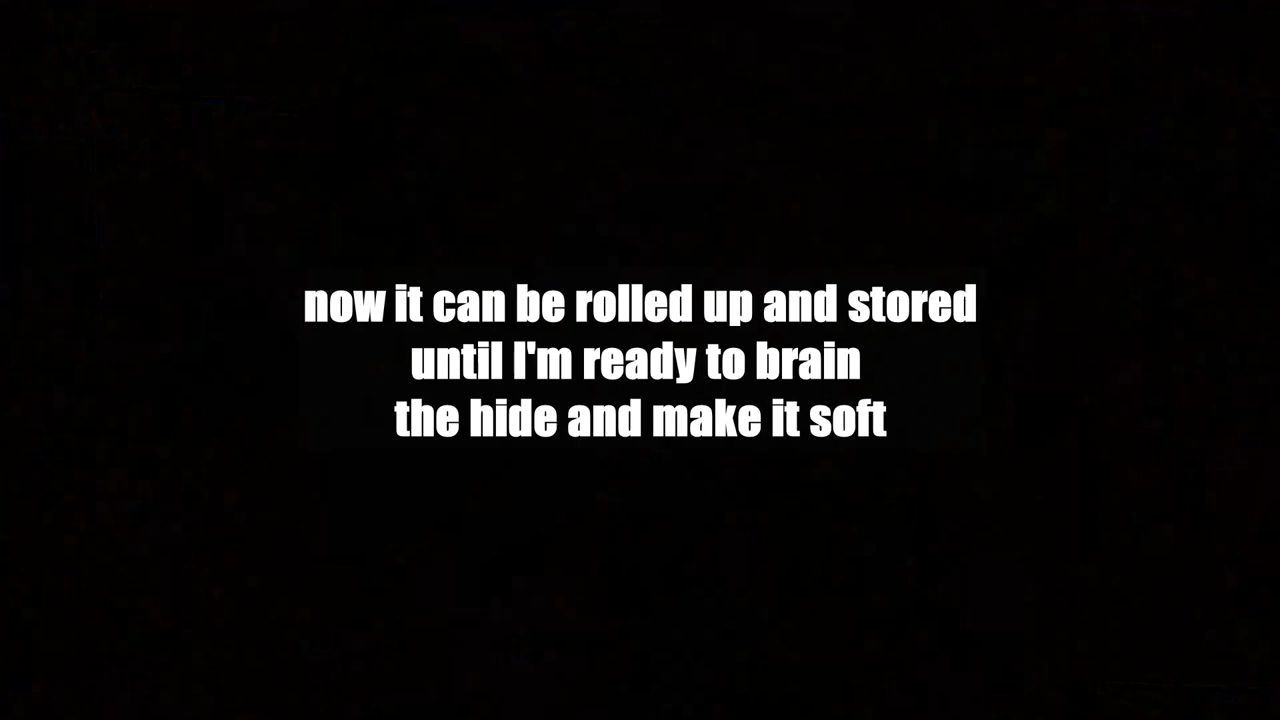 now it can be rolled up and stored
until I'm ready to brain
the hide and make it soft